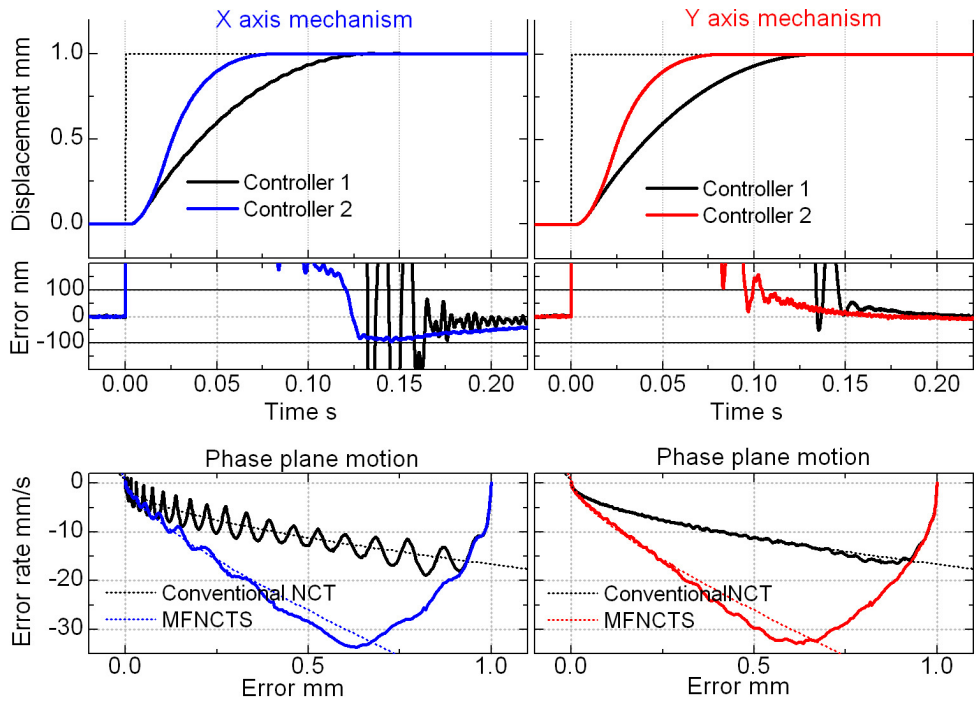 X axis mechanism
Y axis mechanism
Displacement mm
1.0
0.5
0.0
Controller 1
Controller 2
Controller 1
Controller 2
Error nm
100
0
-100
0.00 0.05 0.10 0.15 0.20
Time s
0.00 0.05 0.10 0.15 0.20
Time s
Phase plane motion
Phase plane motion
Error rate mm/s
0
-10
-20
-30
Conventional NCT
MFNCTS
Conventional NCT
MFNCTS
0.0 0.5 1.0
Error mm
0.0 0.5 1.0
Error mm